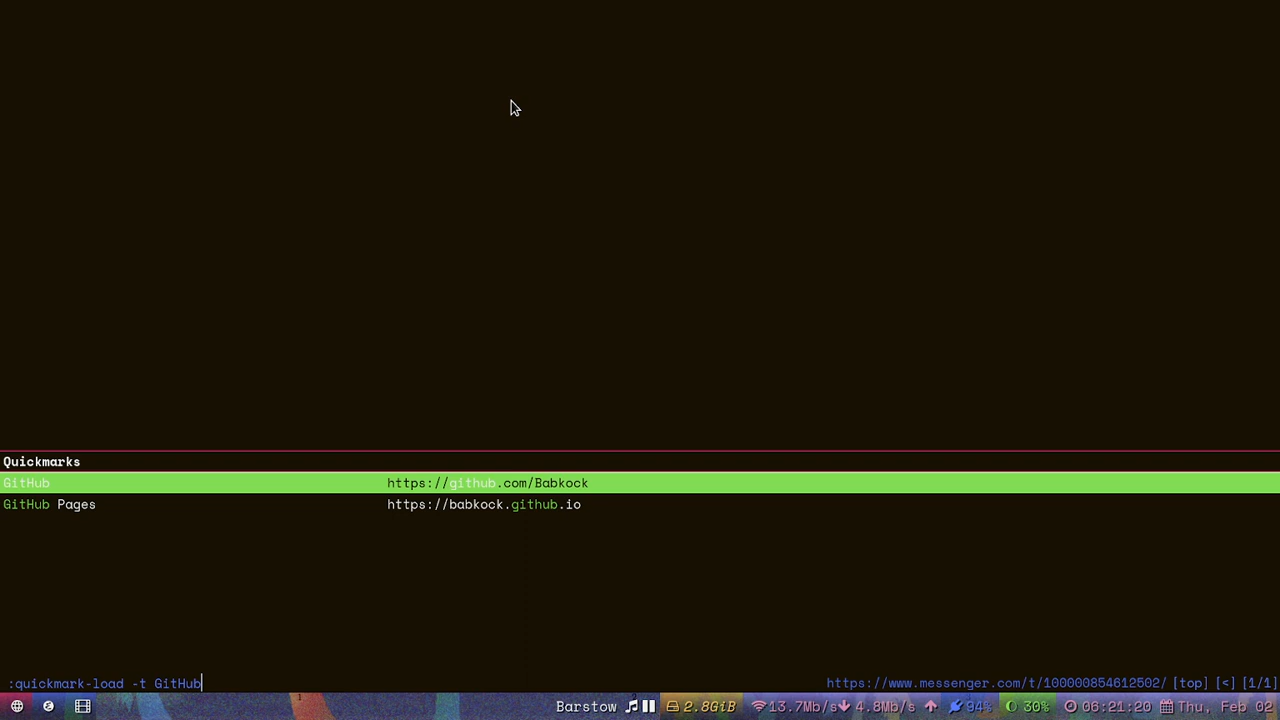 Quickmarks
GitHub https://github.com/Babkock
GitHub Pages https://babkock.github.io
:quickmark-load -t GitHub https://www.messenger.com/t/100000854612502/ [top] [<] [1/1]
1 2 Barstow 2.8GiB 13.7Mb/s 4.8Mb/s 94% 30% 06:21:20 Thu, Feb 02